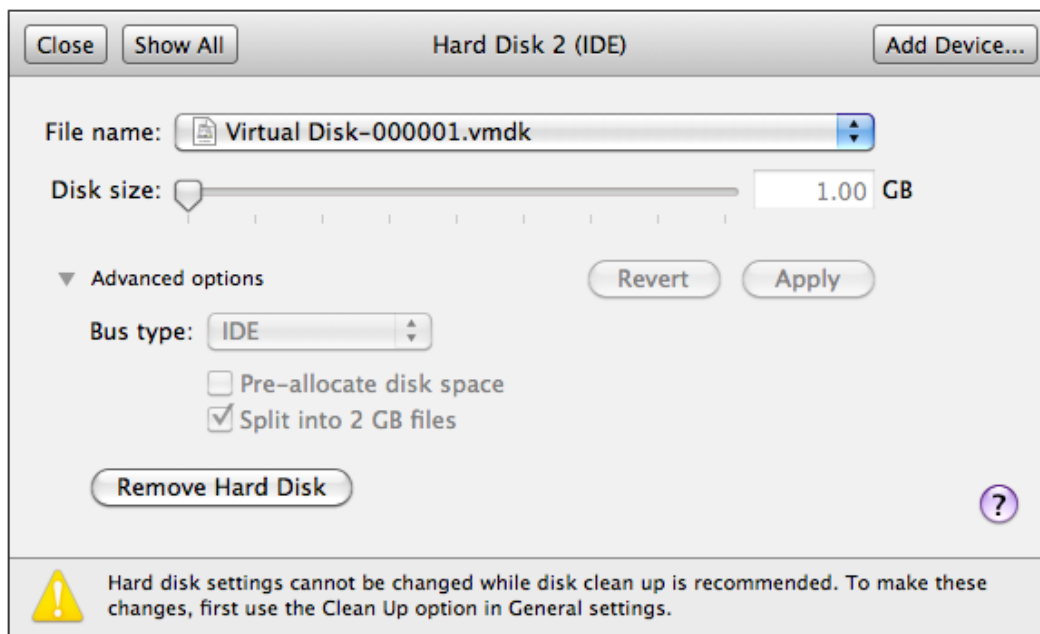 Close Show All Hard Disk 2 (IDE) Add Device...
File name: Virtual Disk-000001.vmdk
Disk size: 1.00 GB
Advanced options Revert Apply
Bus type: IDE
Pre-allocate disk space
Split into 2 GB files
Remove Hard Disk
?
Hard disk settings cannot be changed while disk clean up is recommended. To make these
changes, first use the Clean Up option in General settings.